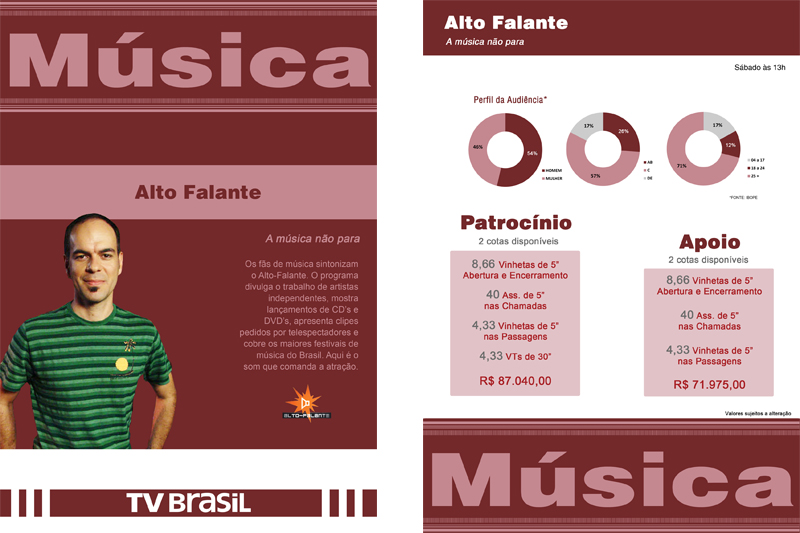 Música
Alto Falante
A música não para
Os fãs de música sintonizam
o Alto-Falante. O programa
divulga o trabalho de artistas
independentes, mostra
lançamentos de CD's e
DVD's, apresenta clipes
pedidos por telespectadores e
cobre os maiores festivais de
música do Brasil. Aqui é o
som que comanda a atração.
ALTO-FALANTE
TV BRASIL
Alto Falante
A música não para
Sábado às 13h
Perfil da Audiência*
46%
54%
HOMEM
MULHER
17%
26%
57%
AB
C
DE
17%
12%
71%
04 a 17
18 a 24
25 +
*FONTE: IBOPE
Patrocínio
2 cotas disponíveis
8,66 Vinhetas de 5”
Abertura e Encerramento
40 Ass. de 5”
nas Chamadas
4,33 Vinhetas de 5”
nas Passagens
4,33 VTs de 30”
R$ 87.040,00
Apoio
2 cotas disponíveis
8,66 Vinhetas de 5”
Abertura e Encerramento
40 Ass. de 5”
nas Chamadas
4,33 Vinhetas de 5”
nas Passagens
R$ 71.975,00
Valores sujeitos a alteração
Música